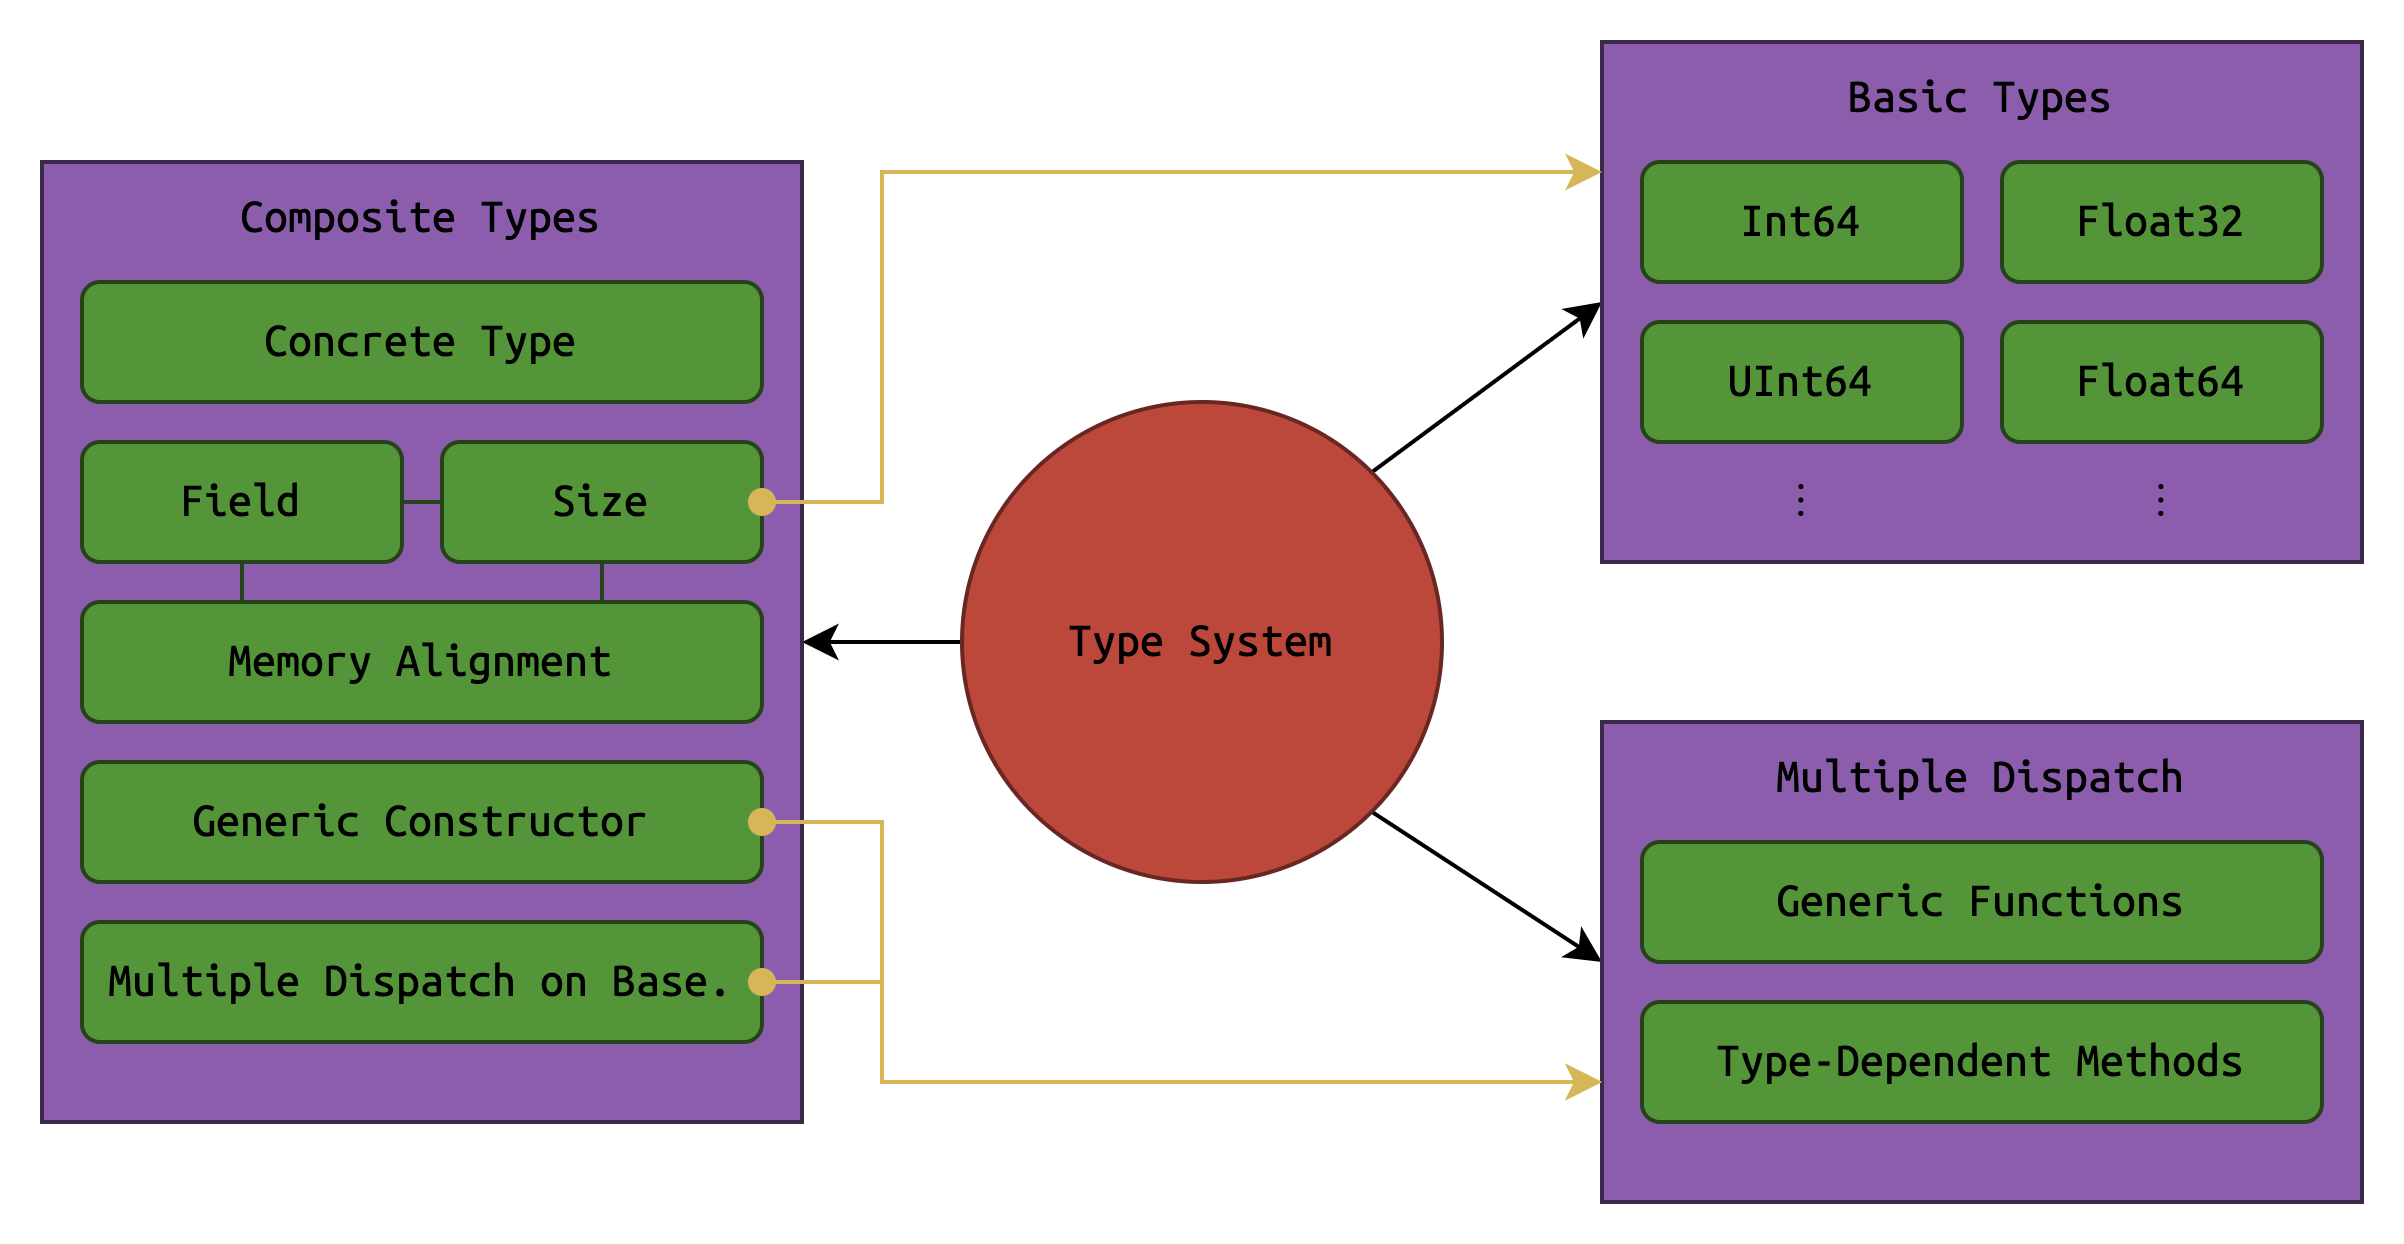 Composite Types
Concrete Type
Field
Size
Memory Alignment
Generic Constructor
Multiple Dispatch on Base.
Type System
Basic Types
Int64
Float32
UInt64
Float64
⋮
⋮
Multiple Dispatch
Generic Functions
Type-Dependent Methods